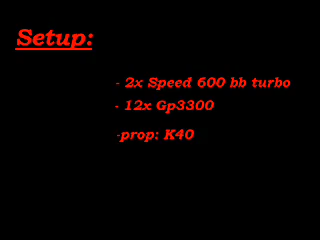 Setup:
- 2x Speed 600 bb turbo
- 12x Gp3300
-prop: K40